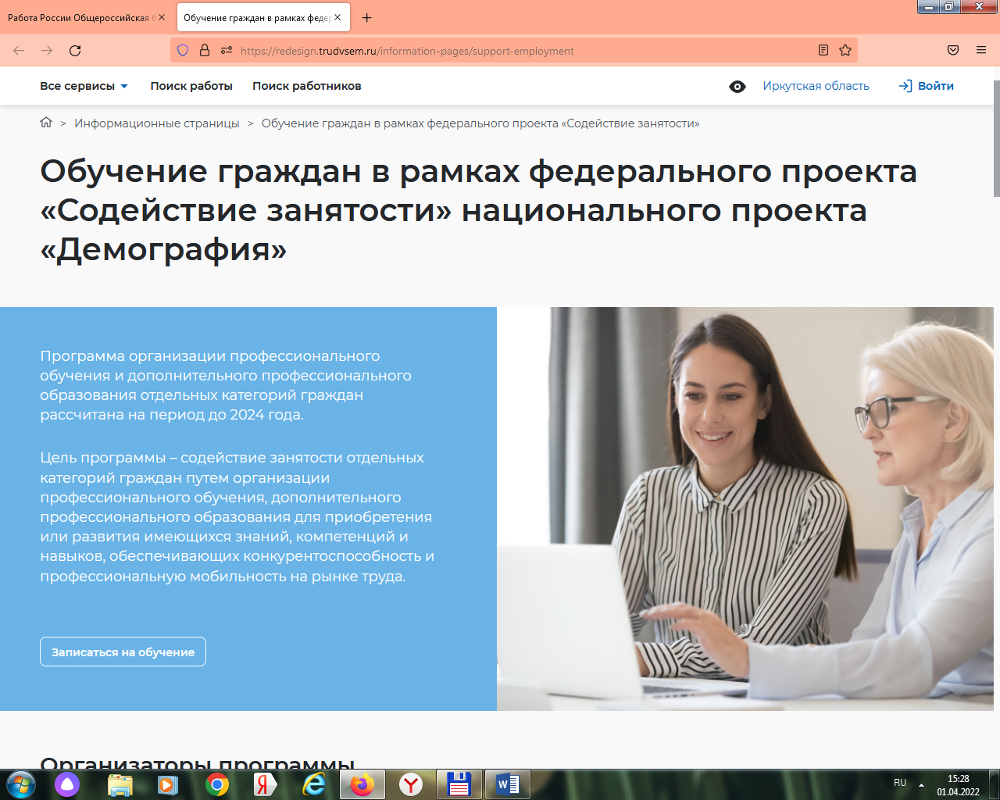 Работа России Общероссийская б
Обучение граждан в рамках федер
https://redesign.trudvsem.ru/information-pages/support-employment
Все сервисы Поиск работы Поиск работников Иркутская область Войти
> Информационные страницы > Обучение граждан в рамках федерального проекта «Содействие занятости»
Обучение граждан в рамках федерального проекта
«Содействие занятости» национального проекта
«Демография»
Программа организации профессионального
обучения и дополнительного профессионального
образования отдельных категорий граждан
рассчитана на период до 2024 года.
Цель программы – содействие занятости отдельных
категорий граждан путем организации
профессионального обучения, дополнительного
профессионального образования для приобретения
или развития имеющихся знаний, компетенций и
навыков, обеспечивающих конкурентоспособность и
профессиональную мобильность на рынке труда.
Записаться на обучение
Организаторы программы
RU
15:28
01.04.2022